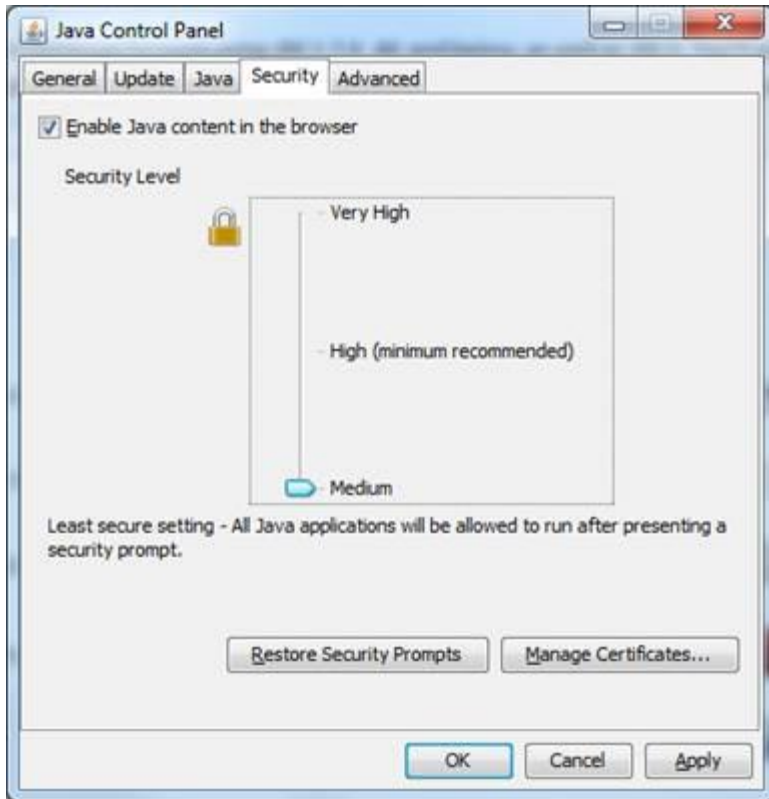 Java Control Panel
General Update Java Security Advanced
Enable Java content in the browser
Security Level
Very High
High (minimum recommended)
Medium
Least secure setting - All Java applications will be allowed to run after presenting a
security prompt.
Restore Security Prompts Manage Certificates...
OK Cancel Apply